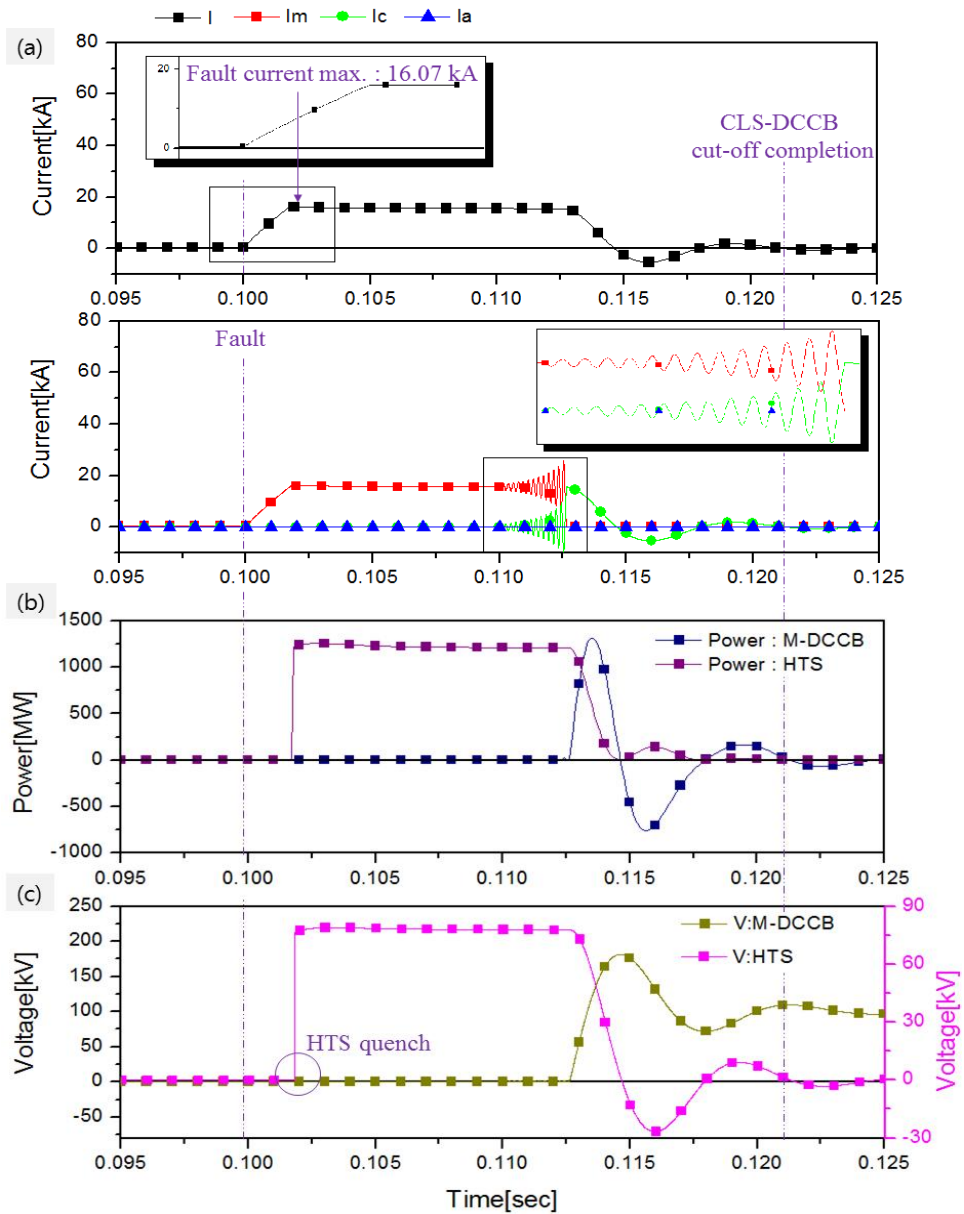 I Im Ic Ia
(a)
80
60
40
20
0
Current[kA]
20
0
Fault current max. : 16.07 kA
CLS-DCCB
cut-off completion
0.095 0.100 0.105 0.110 0.115 0.120 0.125
80
60
40
20
0
Current[kA]
Fault
0.095 0.100 0.105 0.110 0.115 0.120 0.125
(b)
1500
1000
500
0
-500
-1000
Power[MW]
Power : M-DCCB
Power : HTS
0.095 0.100 0.105 0.110 0.115 0.120 0.125
(c)
250
200
150
100
50
0
50
Voltage[kV]
HTS quench
V:M-DCCB
V:HTS
90
60
30
0
-30
Voltage[kV]
0.095 0.100 0.105 0.110 0.115 0.120 0.125
Time[sec]